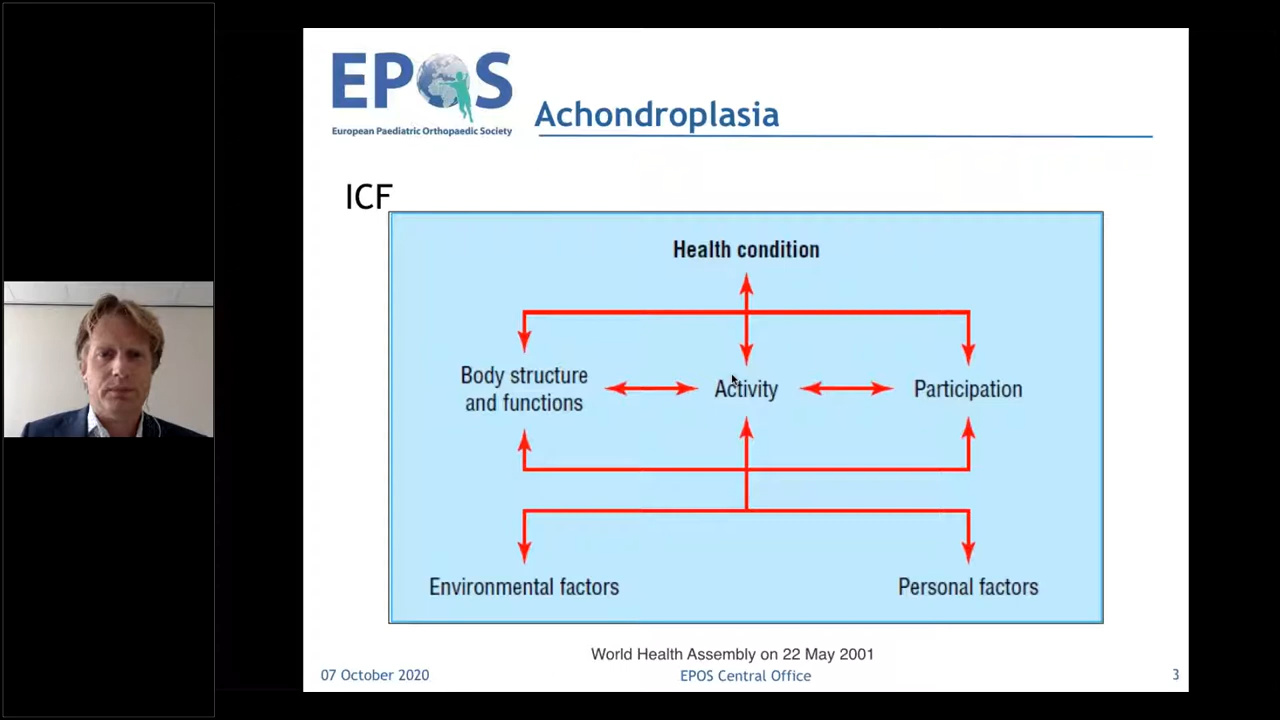 EPOS
European Paediatric Orthopaedic Society
Achondroplasia
ICF
Health condition
Body structure
and functions
Activity
Participation
Environmental factors
Personal factors
World Health Assembly on 22 May 2001
07 October 2020
EPOS Central Office
3